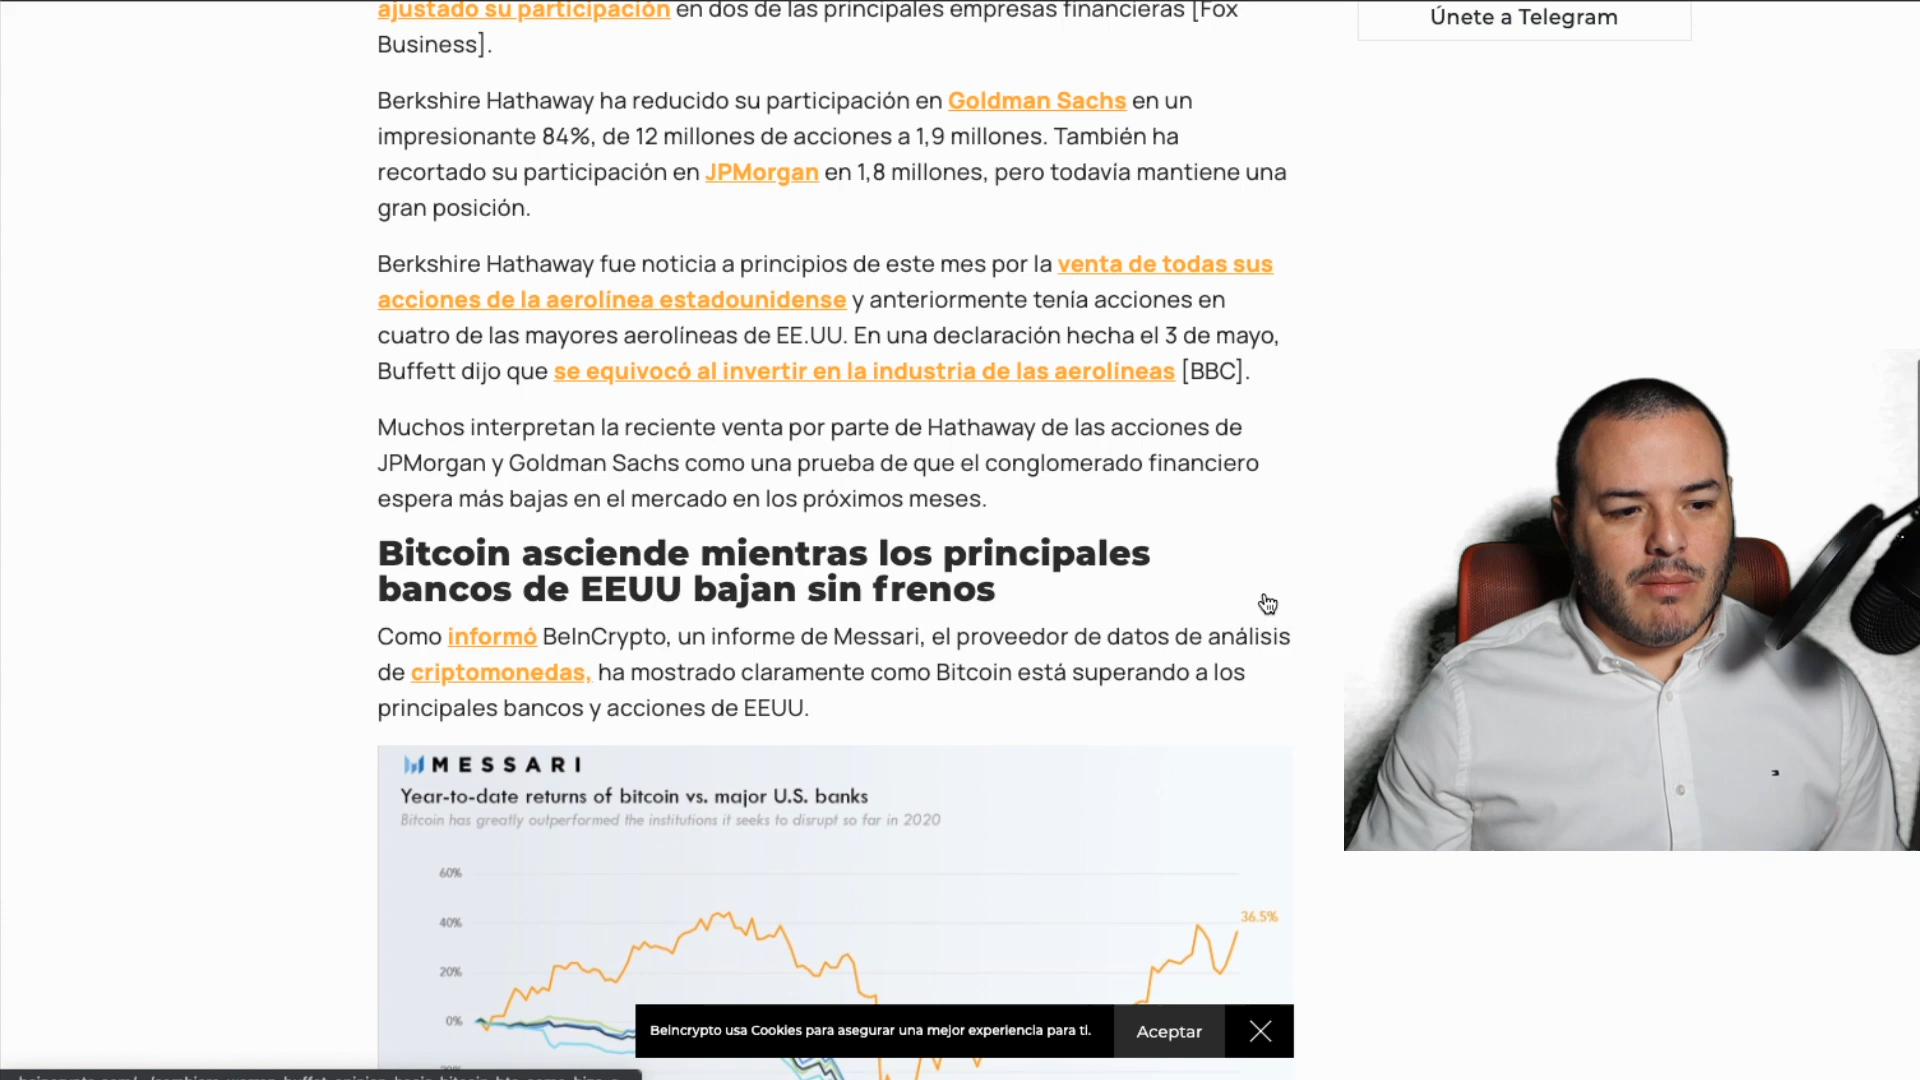 ajustado su participación en dos de las principales empresas financieras [Fox
Business].
Únete a Telegram
Berkshire Hathaway ha reducido su participación en Goldman Sachs en un
impresionante 84%, de 12 millones de acciones a 1,9 millones. También ha
recortado su participación en JPMorgan en 1,8 millones, pero todavía mantiene una
gran posición.
Berkshire Hathaway fue noticia a principios de este mes por la venta de todas sus
acciones de la aerolínea estadounidense y anteriormente tenía acciones en
cuatro de las mayores aerolíneas de EE.UU. En una declaración hecha el 3 de mayo,
Buffett dijo que se equivocó al invertir en la industria de las aerolíneas [BBC].
Muchos interpretan la reciente venta por parte de Hathaway de las acciones de
JPMorgan y Goldman Sachs como una prueba de que el conglomerado financiero
espera más bajas en el mercado en los próximos meses.
Bitcoin asciende mientras los principales
bancos de EEUU bajan sin frenos
Como informó BeInCrypto, un informe de Messari, el proveedor de datos de análisis
de criptomonedas, ha mostrado claramente como Bitcoin está superando a los
principales bancos y acciones de EEUU.
MESSARI
Year-to-date returns of bitcoin vs. major U.S. banks
Bitcoin has greatly outperformed the institutions it seeks to disrupt so far in 2020
60%
40%
36.5%
20%
0%
Beincrypto usa Cookies para asegurar una mejor experiencia para ti.
Aceptar